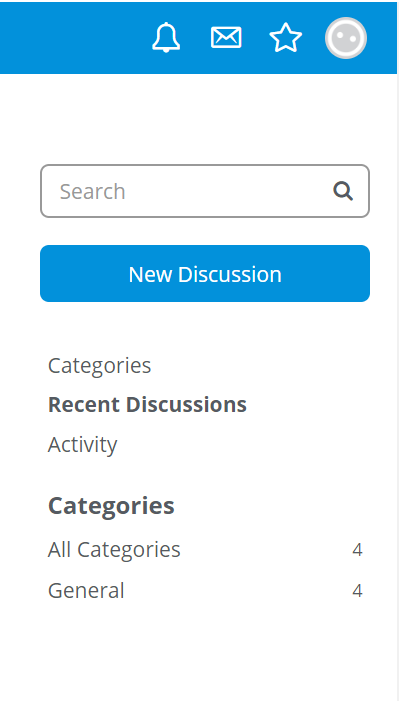 Search
New Discussion
Categories
Recent Discussions
Activity
Categories
All Categories 4
General 4